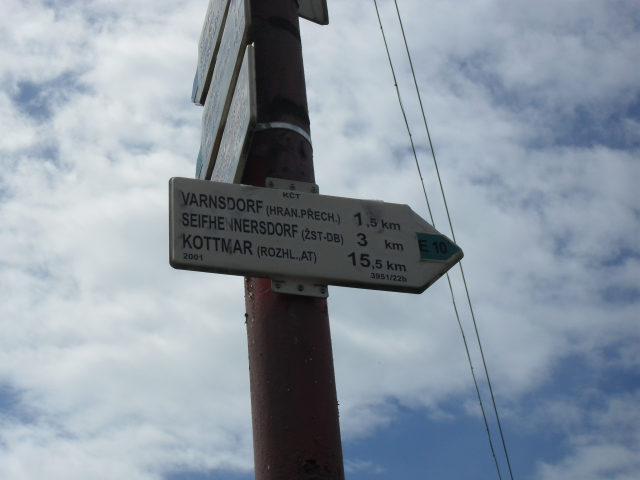 KČT
VARNSDORF (HRAN.PŘECH.) 1,5 km
SEIFHENNERSDORF (ŽST-DB) 3 km
KOTTMAR (ROZHL.,AT) 15,5 km
E 10
2001 3951/22b